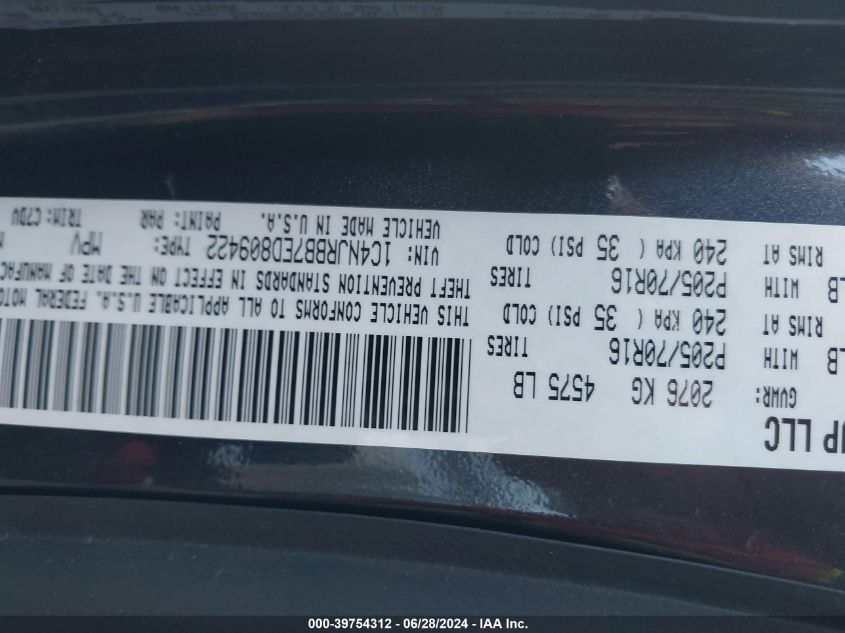 UP LLC
GVWR: 2076 KG 4575 LB
LB WITH P205/70R16 TIRES
RIMS AT 240 KPA ( 35 PSI) COLD
LB WITH P205/70R16 TIRES
RIMS AT 240 KPA ( 35 PSI) COLD
THIS VEHICLE CONFORMS TO ALL APPLICABLE U.S.A. FEDERAL MOTO
THEFT PREVENTION STANDARDS IN EFFECT ON THE DATE OF MANUFAC
VIN: 1C4NJRBB7ED809422 TYPE: MPV
VEHICLE MADE IN U.S.A. PAINT: PAR TRIM: C7DV
000-39754312 - 06/28/2024 - IAA Inc.